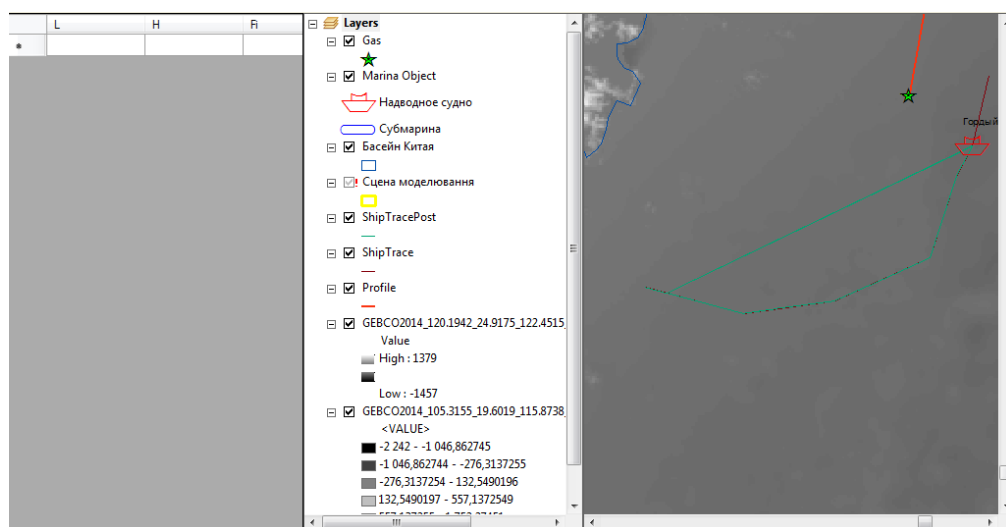 L H Fi
*
Layers
Gas
Marina Object
Надводное судно
Субмарина
Басейн Китая
Сцена моделювання
ShipTracePost
ShipTrace
Profile
GEBCO2014_120.1942_24.9175_122.4515_
Value
High : 1379
Low : -1457
GEBCO2014_105.3155_19.6019_115.8738_
<VALUE>
-2 242 - -1 046,862745
-1 046,862744 - -276,3137255
-276,3137254 - 132,5490196
132,5490197 - 557,1372549
Гордый